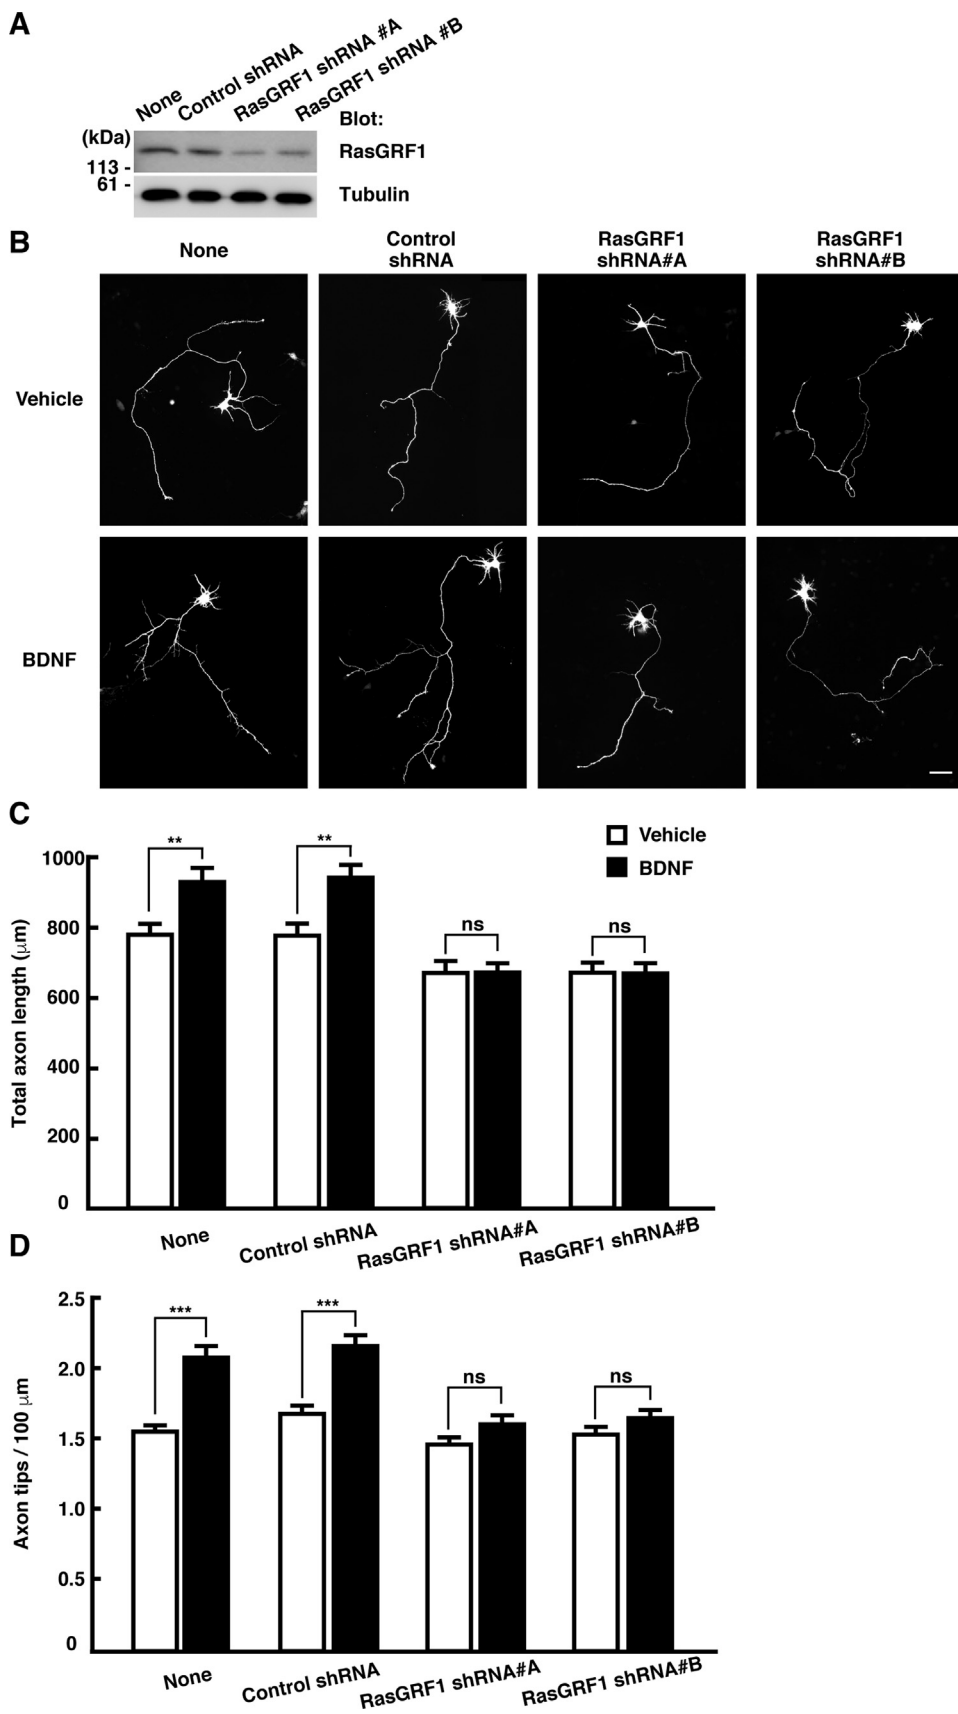 A
None
Control shRNA
RasGRF1 shRNA #A
RasGRF1 shRNA #B
Blot:
(kDa)
RasGRF1
113 -
61 -
Tubulin
B
None
Control
shRNA
RasGRF1
shRNA#A
RasGRF1
shRNA#B
Vehicle
BDNF
C
Vehicle
BDNF
Total axon length (μm)
1000
800
600
400
200
0
**
**
ns
ns
None
Control shRNA
RasGRF1 shRNA#A
RasGRF1 shRNA#B
D
Axon tips / 100 μm
2.5
2.0
1.5
1.0
0.5
0
***
***
ns
ns
None
Control shRNA
RasGRF1 shRNA#A
RasGRF1 shRNA#B